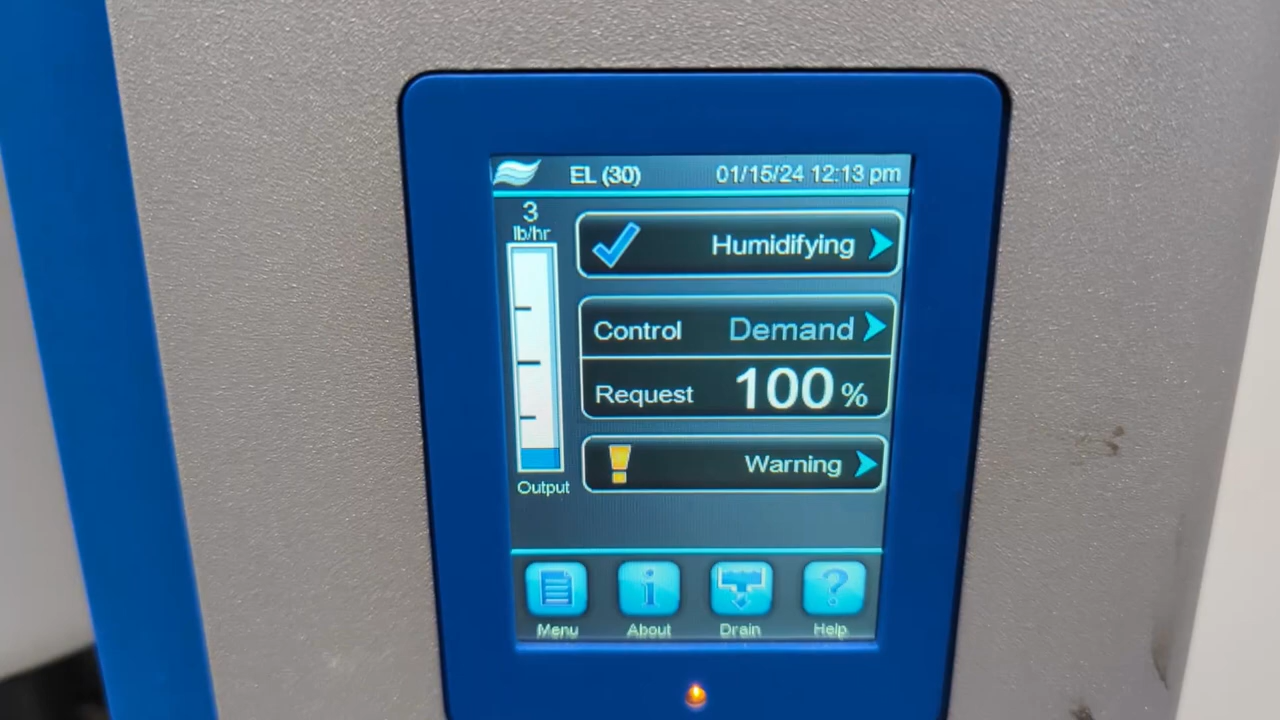 EL (30) 01/15/24 12:13 pm
3
lb/hr
Humidifying
Control Demand
Request 100 %
Warning
Output
Menu About Drain Help